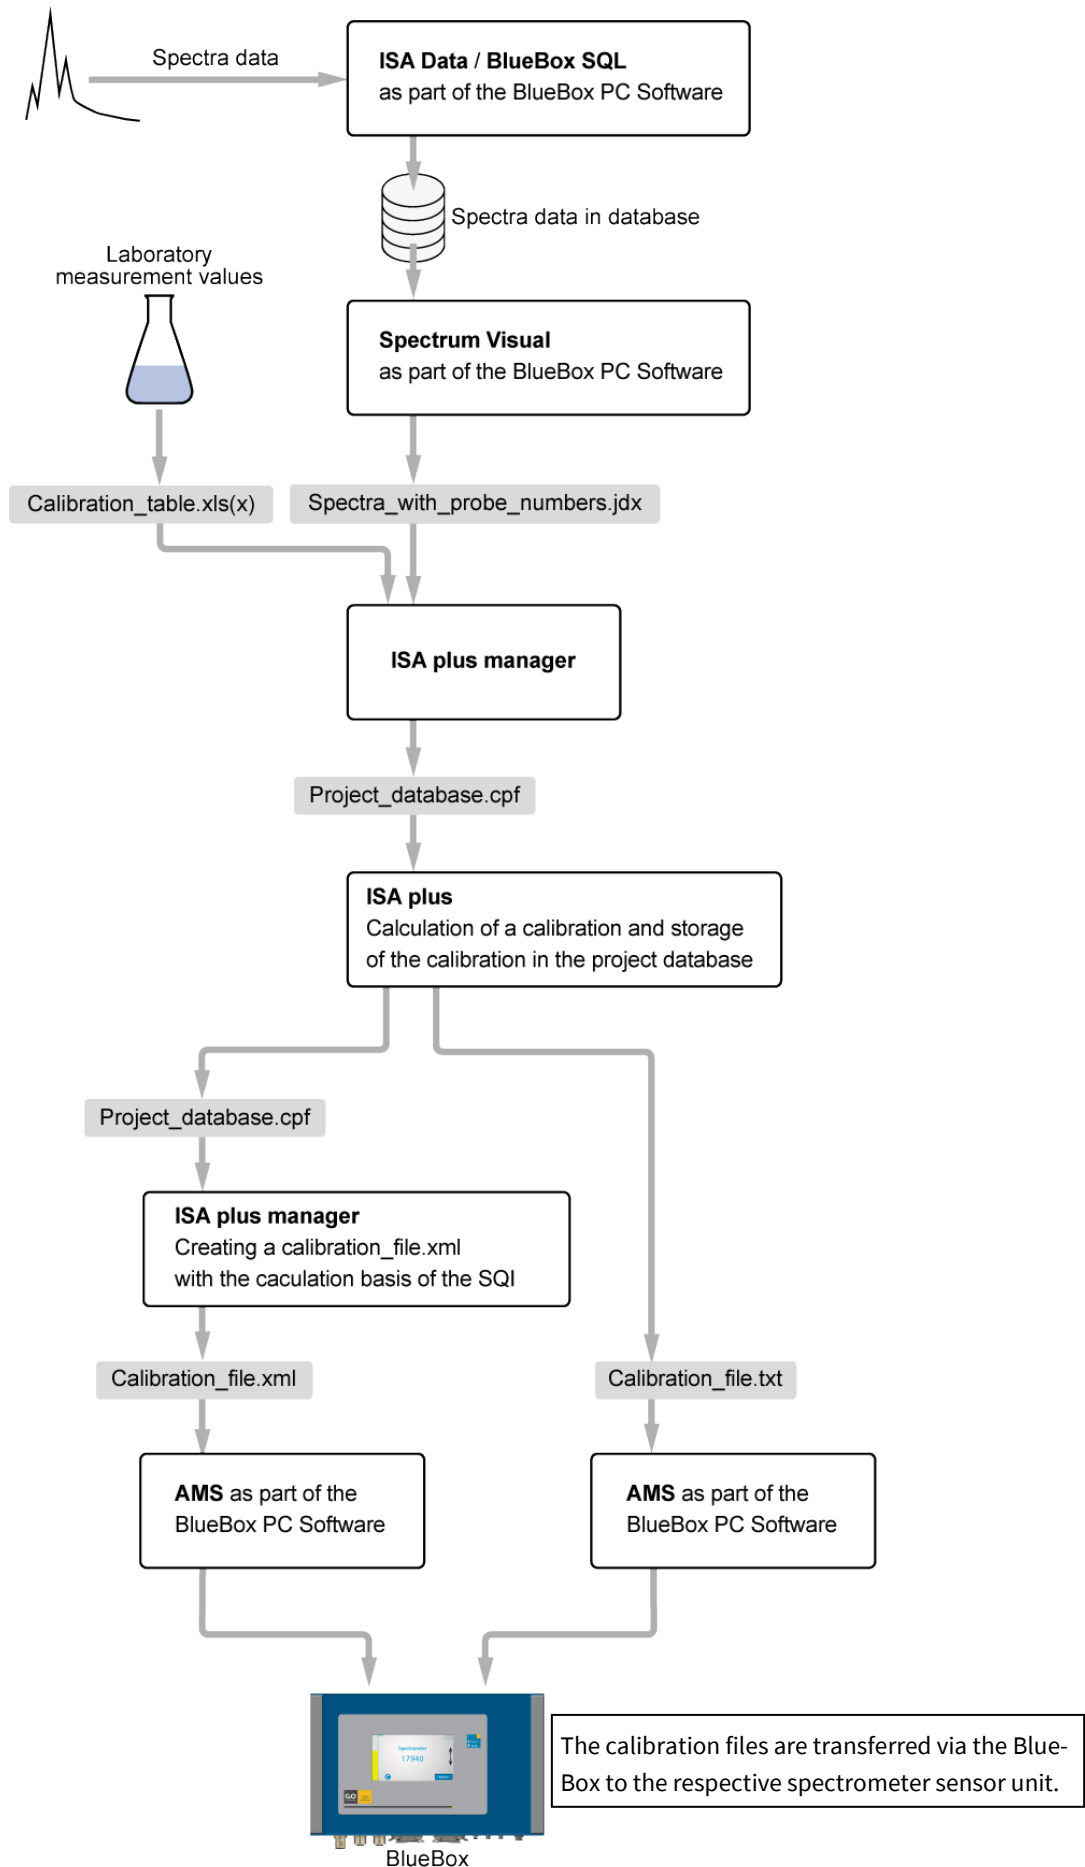 Spectra data
ISA Data / BlueBox SQL
as part of the BlueBox PC Software
Spectra data in database
Laboratory
measurement values
Spectrum Visual
as part of the BlueBox PC Software
Calibration_table.xls(x)
Spectra_with_probe_numbers.jdx
ISA plus manager
Project_database.cpf
ISA plus
Calculation of a calibration and storage
of the calibration in the project database
Project_database.cpf
ISA plus manager
Creating a calibration_file.xml
with the caculation basis of the SQI
Calibration_file.xml
Calibration_file.txt
AMS as part of the
BlueBox PC Software
AMS as part of the
BlueBox PC Software
Spectrometer
17940
GO
The calibration files are transferred via the Blue-
Box to the respective spectrometer sensor unit.
BlueBox